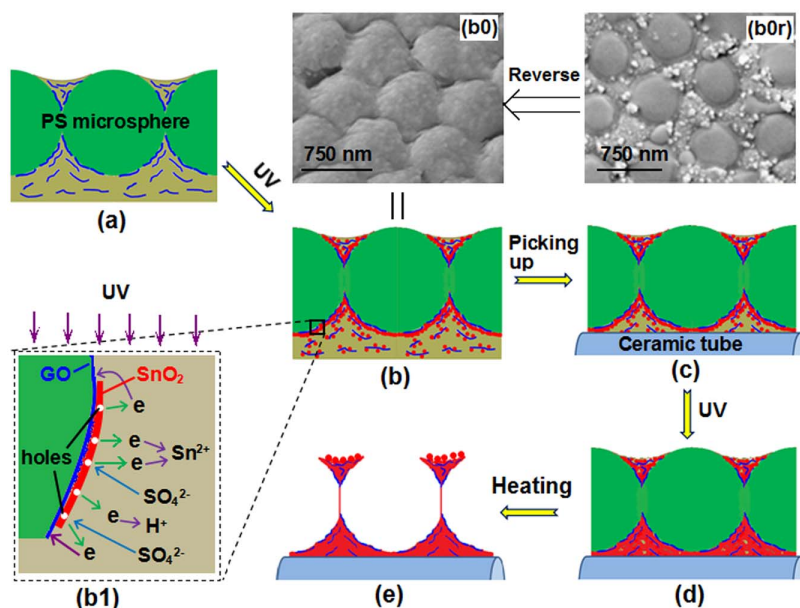 (b0)
(b0r)
Reverse
750 nm
750 nm
PS microsphere
(a)
UV
Picking
up
(b)
Ceramic tube
(c)
UV
UV
GO
SnO₂
e
holes
e
e
Sn²⁺
SO₄²⁻
e
H⁺
e
SO₄²⁻
(b1)
Heating
(e)
(d)